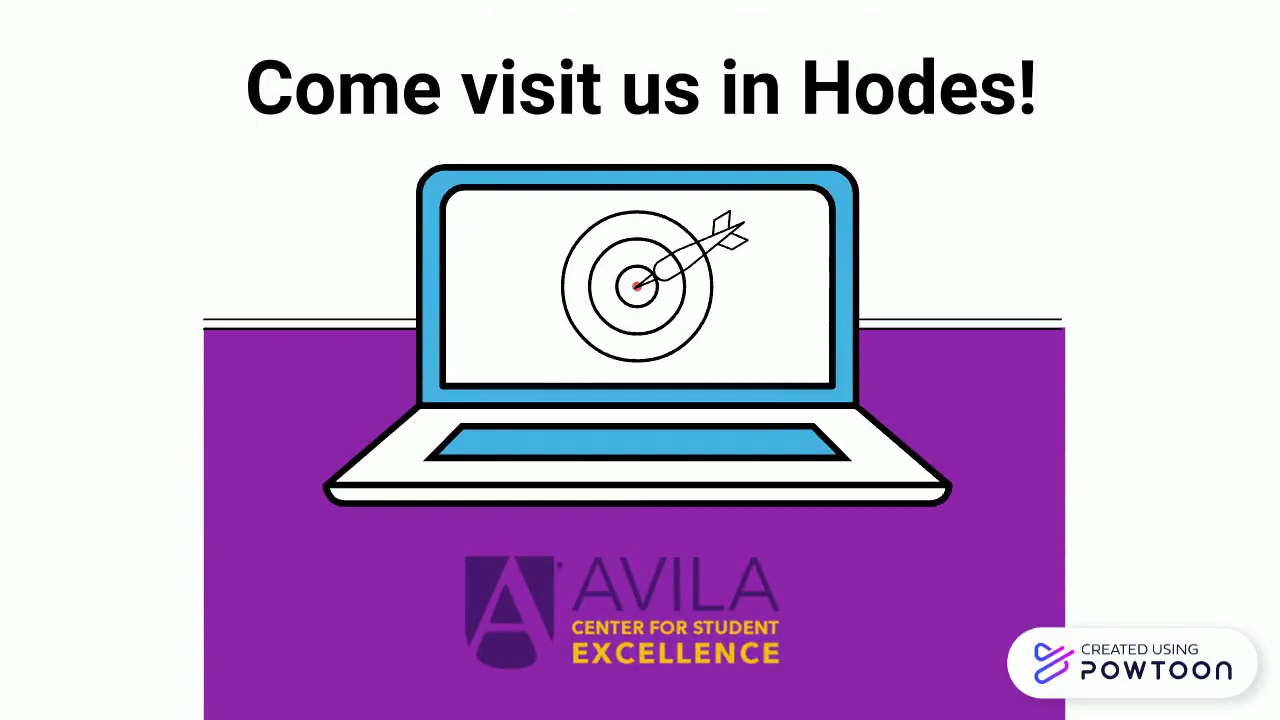 Come visit us in Hodes!
AVILA
CENTER FOR STUDENT
EXCELLENCE
CREATED USING
POWTOON